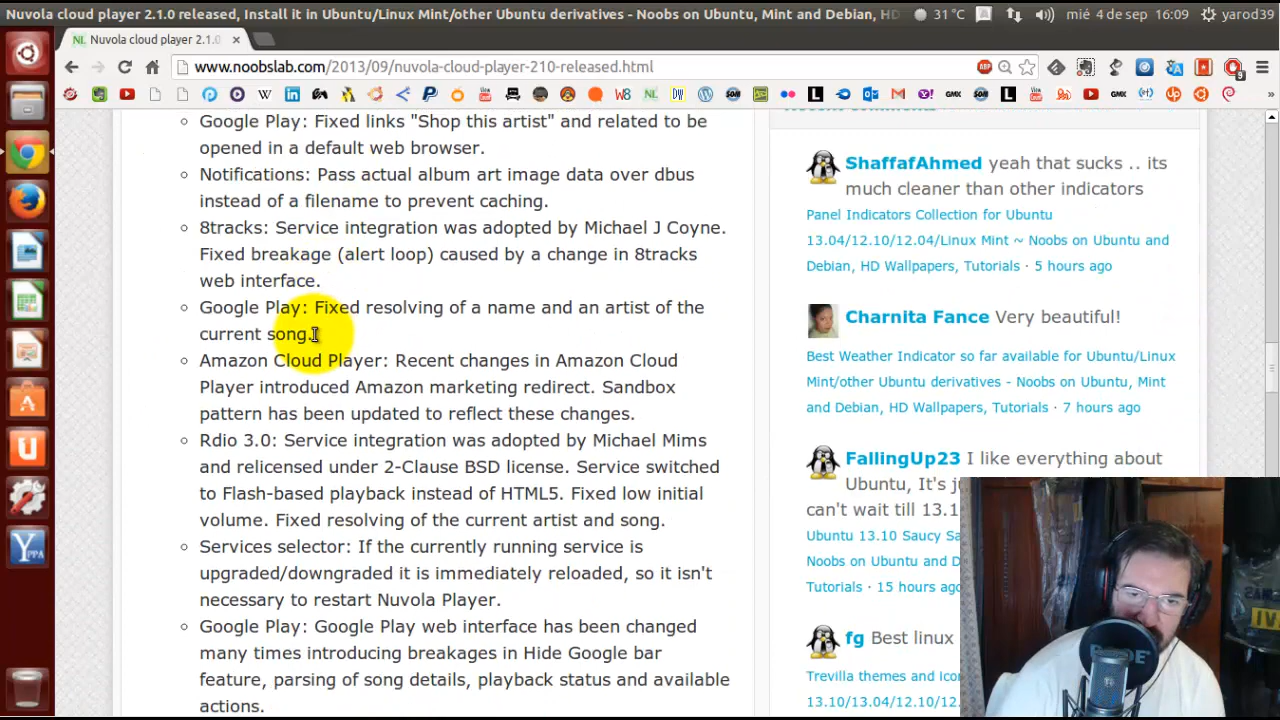 Nuvola cloud player 2.1.0 released, Install it in Ubuntu/Linux Mint/other Ubuntu derivatives - Noobs on Ubuntu, Mint and Debian, HD
31°C
mié 4 de sep
16:09
yarod39
NL Nuvola cloud player 2.1.0
www.noobslab.com/2013/09/nuvola-cloud-player-210-released.html
ABP
9
Google Play: Fixed links "Shop this artist" and related to be
opened in a default web browser.
Notifications: Pass actual album art image data over dbus
instead of a filename to prevent caching.
8tracks: Service integration was adopted by Michael J Coyne.
Fixed breakage (alert loop) caused by a change in 8tracks
web interface.
Google Play: Fixed resolving of a name and an artist of the
current song.
Amazon Cloud Player: Recent changes in Amazon Cloud
Player introduced Amazon marketing redirect. Sandbox
pattern has been updated to reflect these changes.
Rdio 3.0: Service integration was adopted by Michael Mims
and relicensed under 2-Clause BSD license. Service switched
to Flash-based playback instead of HTML5. Fixed low initial
volume. Fixed resolving of the current artist and song.
Services selector: If the currently running service is
upgraded/downgraded it is immediately reloaded, so it isn't
necessary to restart Nuvola Player.
Google Play: Google Play web interface has been changed
many times introducing breakages in Hide Google bar
feature, parsing of song details, playback status and available
actions.
ShaffafAhmed yeah that sucks .. its
much cleaner than other indicators
Panel Indicators Collection for Ubuntu
13.04/12.10/12.04/Linux Mint ~ Noobs on Ubuntu and
Debian, HD Wallpapers, Tutorials · 5 hours ago
Charnita Fance Very beautiful!
Best Weather Indicator so far available for Ubuntu/Linux
Mint/other Ubuntu derivatives - Noobs on Ubuntu, Mint
and Debian, HD Wallpapers, Tutorials · 7 hours ago
FallingUp23 I like everything about
Ubuntu, It's
can't wait till 13.1
Ubuntu 13.10 Saucy
Noobs on Ubuntu and
Tutorials · 15 hours
fg Best linux
Trevilla themes and
13.10/13.04/12.10/12.